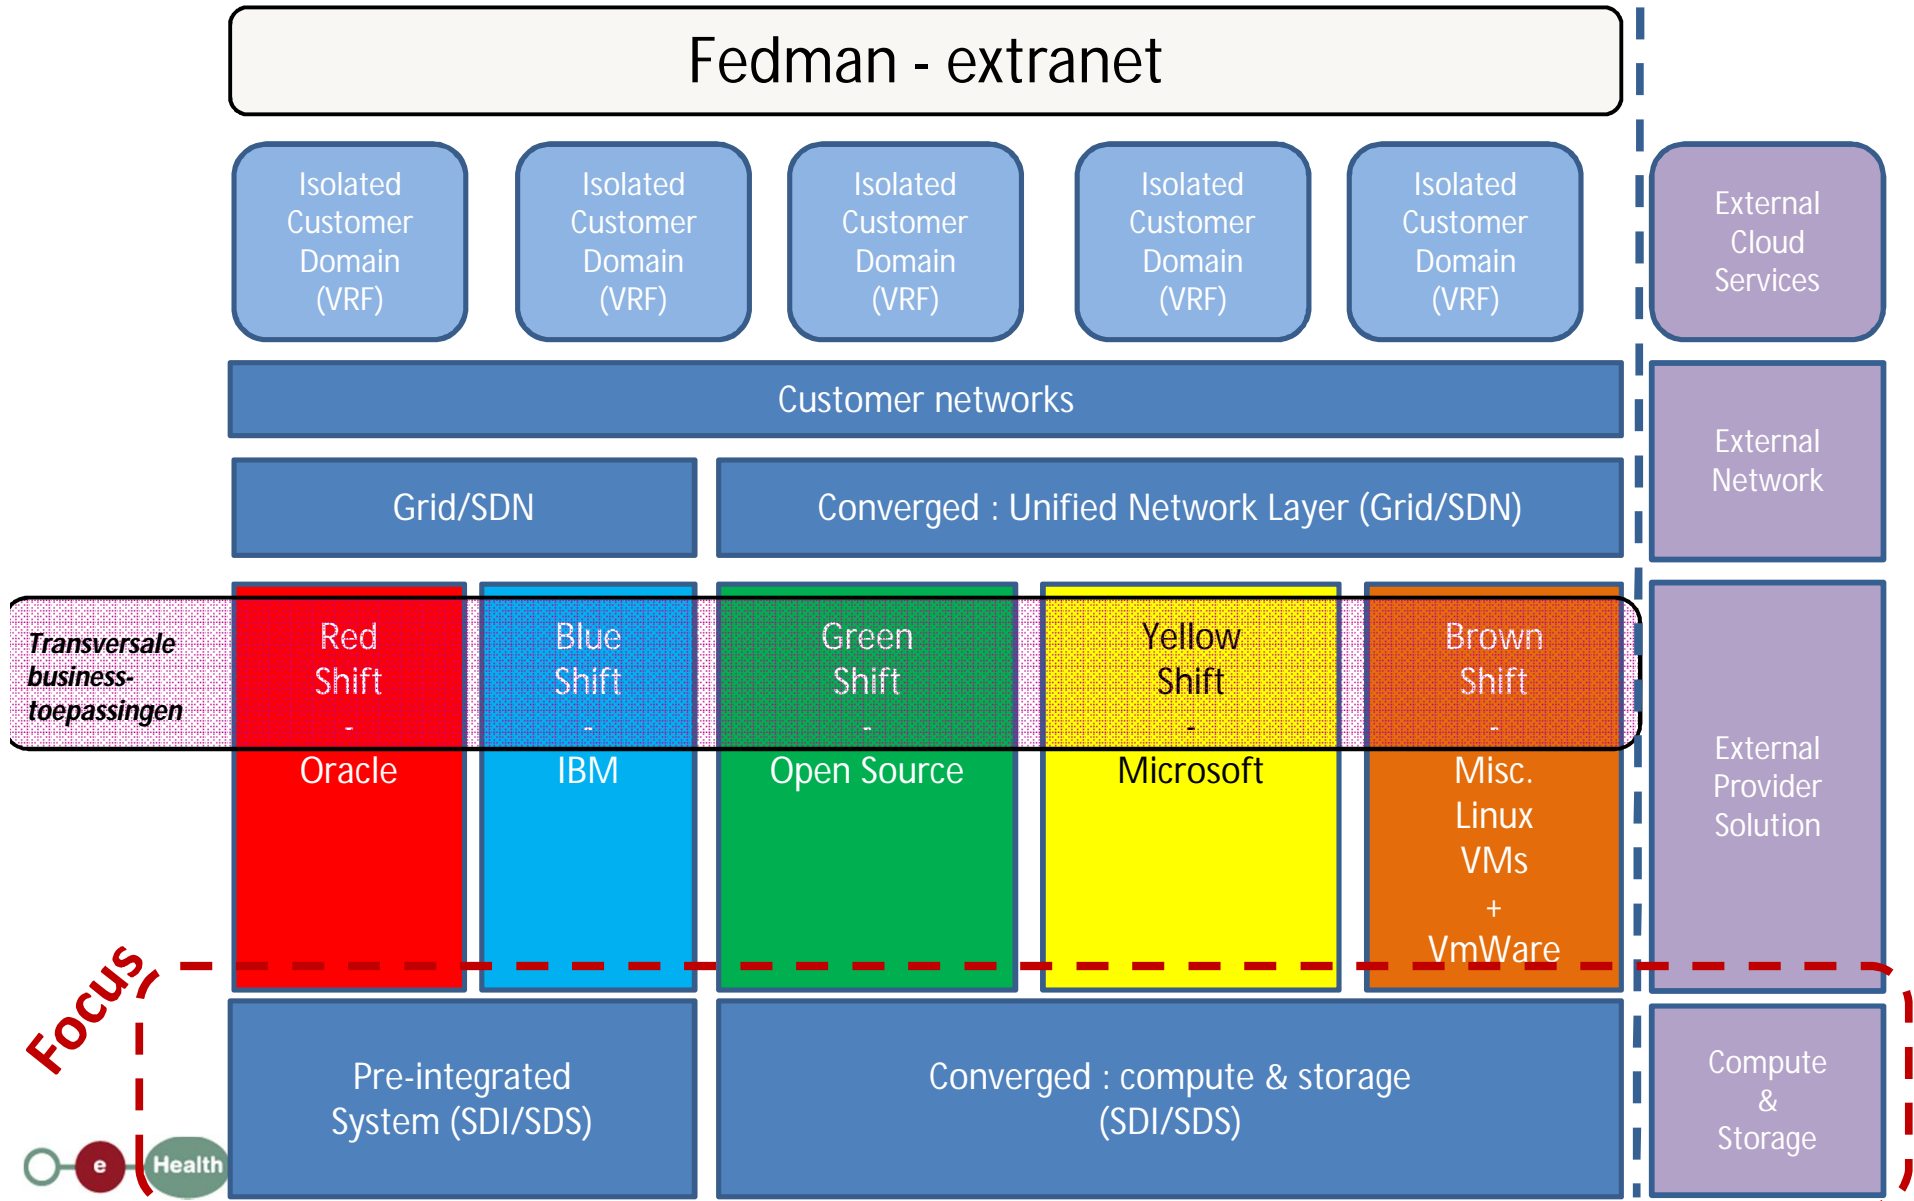 Fedman - extranet
Isolated
Customer
Domain
(VRF)
Isolated
Customer
Domain
(VRF)
Isolated
Customer
Domain
(VRF)
Isolated
Customer
Domain
(VRF)
Isolated
Customer
Domain
(VRF)
External
Cloud
Services
Customer networks
External
Network
Grid/SDN
Converged : Unified Network Layer (Grid/SDN)
Transversale
business-
toepassingen
Red
Shift
-
Oracle
Blue
Shift
-
IBM
Green
Shift
-
Open Source
Yellow
Shift
-
Microsoft
Brown
Shift
-
Misc.
Linux
VMs
+
VmWare
External
Provider
Solution
Focus
Pre-integrated
System (SDI/SDS)
Converged : compute & storage
(SDI/SDS)
Compute
&
Storage
e Health